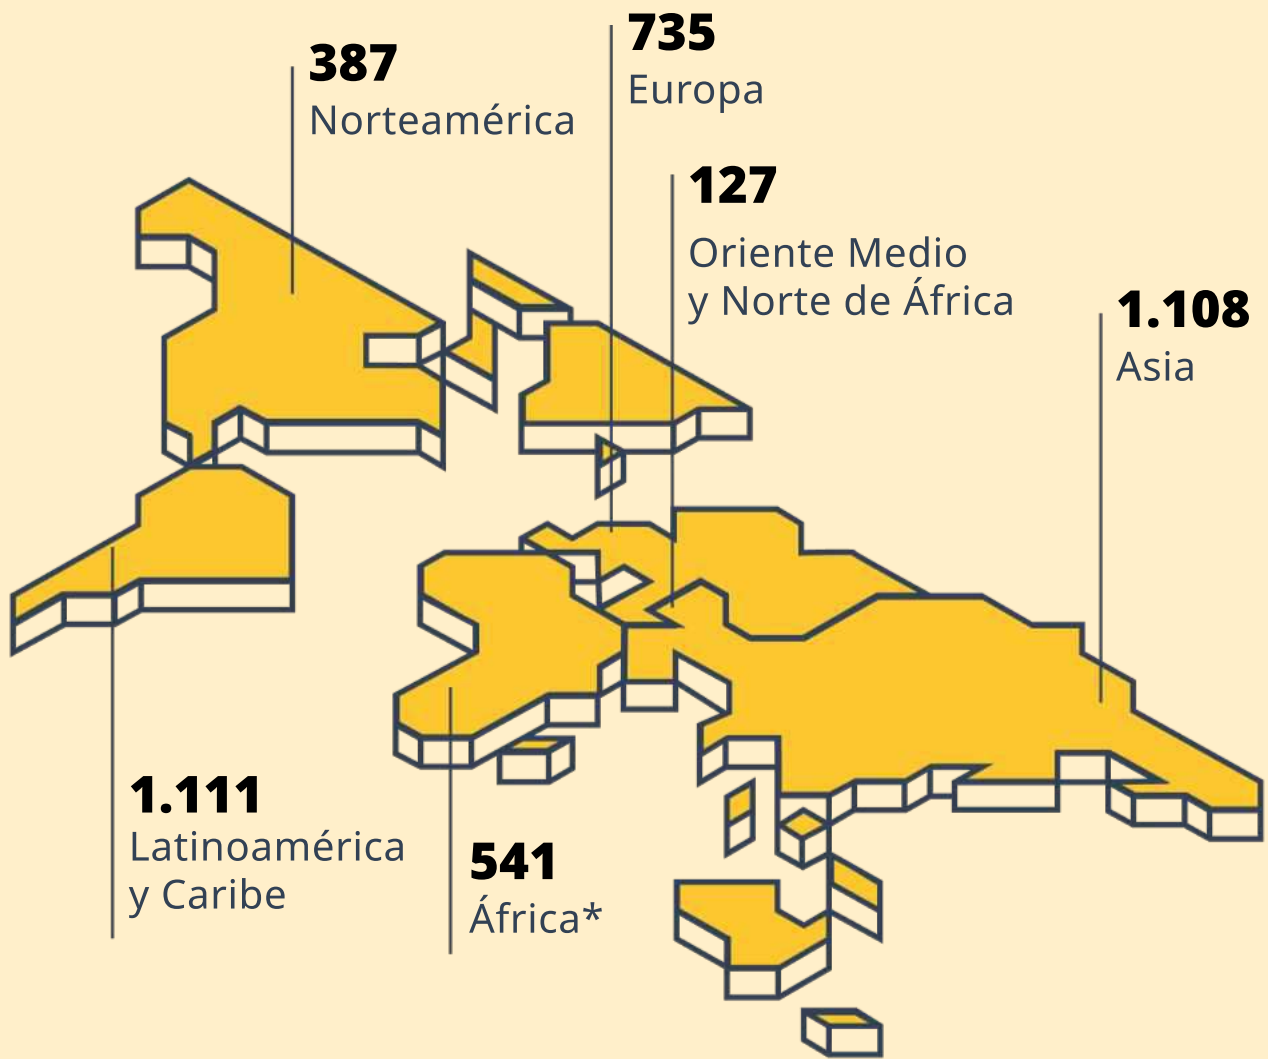 735
Europa
387
Norteamérica
127
Oriente Medio
y Norte de África
1.108
Asia
1.111
Latinoamérica
y Caribe
541
África*